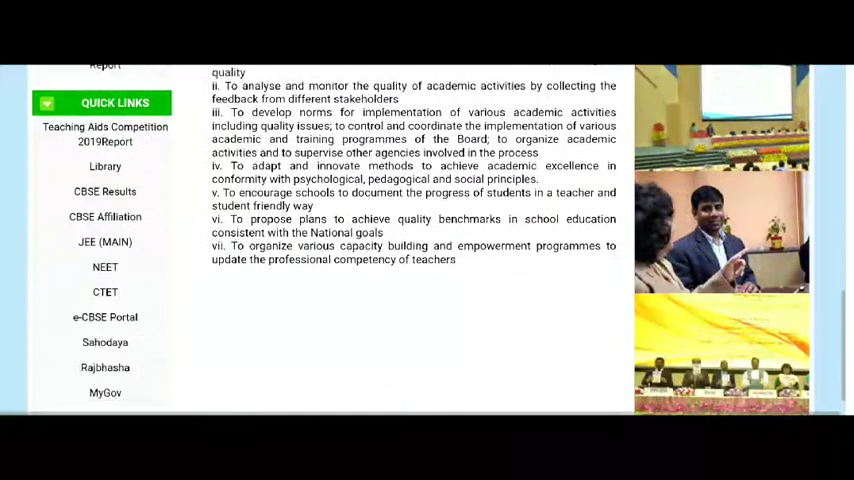 Report
QUICK LINKS
Teaching Aids Competition
2019Report
Library
CBSE Results
CBSE Affiliation
JEE (MAIN)
NEET
CTET
e-CBSE Portal
Sahodaya
Rajbhasha
MyGov
quality
ii. To analyse and monitor the quality of academic activities by collecting the
feedback from different stakeholders
iii. To develop norms for implementation of various academic activities
including quality issues; to control and coordinate the implementation of various
academic and training programmes of the Board; to organize academic
activities and to supervise other agencies involved in the process
iv. To adapt and innovate methods to achieve academic excellence in
conformity with psychological, pedagogical and social principles.
v. To encourage schools to document the progress of students in a teacher and
student friendly way
vi. To propose plans to achieve quality benchmarks in school education
consistent with the National goals
vii. To organize various capacity building and empowerment programmes to
update the professional competency of teachers